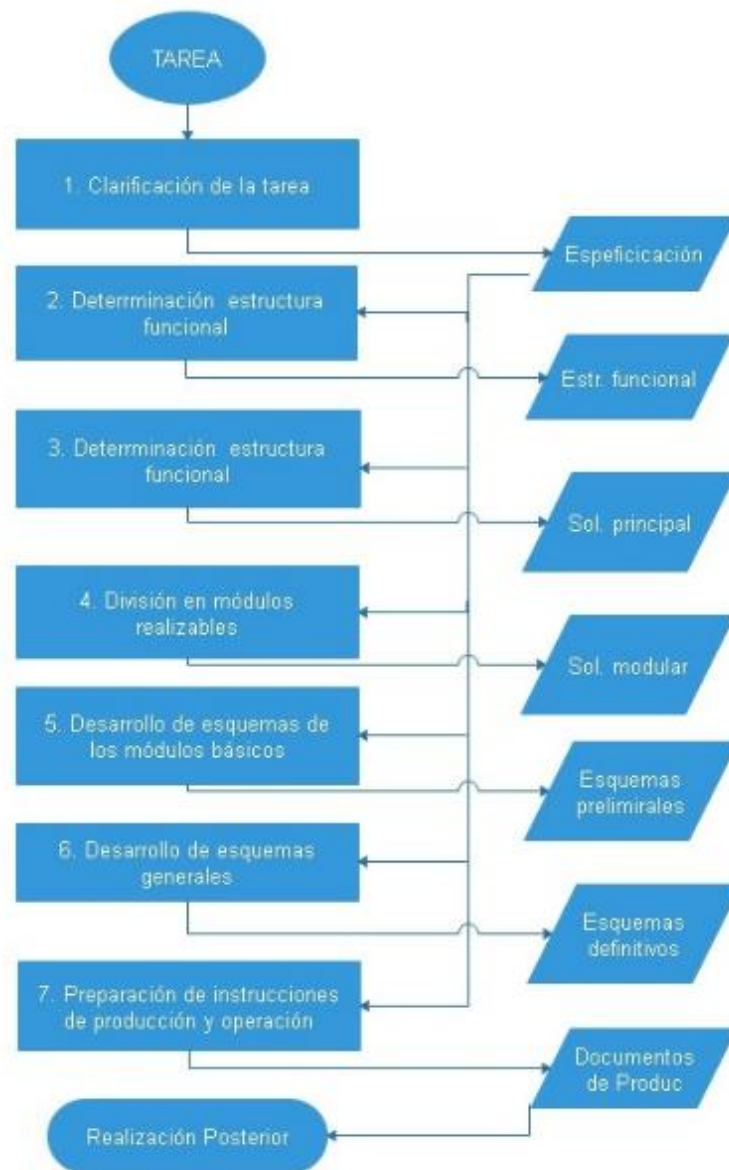 TAREA
1. Clarificación de la tarea
Espeficicación
2. Deterrminación estructura
funcional
Estr. funcional
3. Deterrminación estructura
funcional
Sol. principal
4. División en módulos
realizables
Sol. modular
5. Desarrollo de esquemas de
los módulos básicos
Esquemas
prelimirales
6. Desarrollo de esquemas
generales
Esquemas
definitivos
7. Preparación de instrucciones
de producción y operación
Documentos
de Produc
Realización Posterior